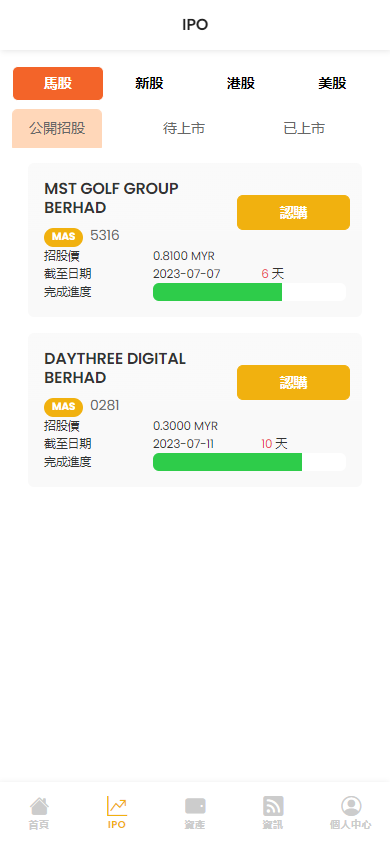 IPO
馬股 新股 港股 美股
公開招股 待上市 已上市
MST GOLF GROUP
BERHAD
認購
MAS 5316
招股價 0.8100 MYR
截至日期 2023-07-07 6 天
完成進度
DAYTHREE DIGITAL
BERHAD
認購
MAS 0281
招股價 0.3000 MYR
截至日期 2023-07-11 10 天
完成進度
首頁 IPO 資產 資訊 個人中心